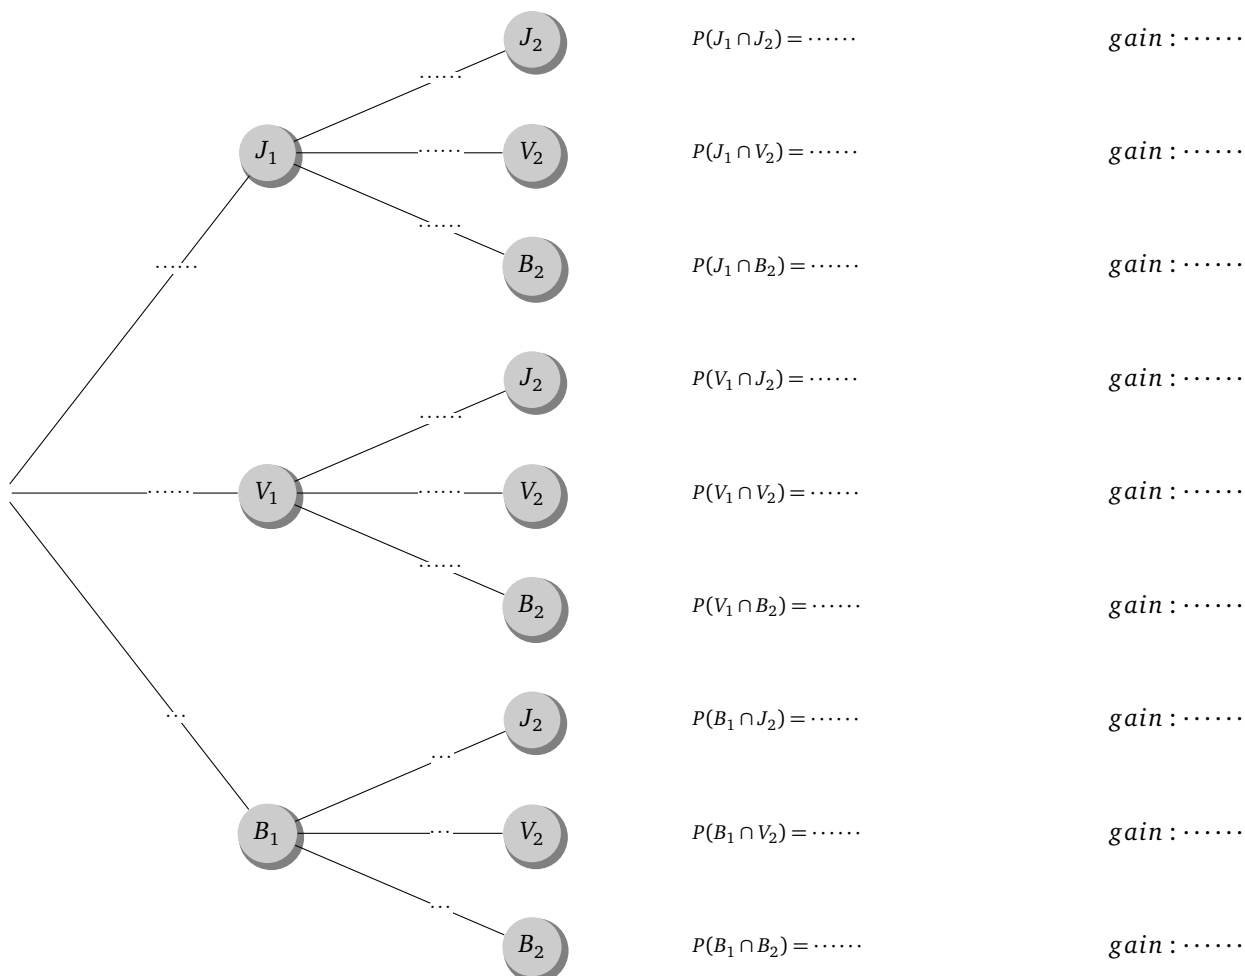 J₂ P(J₁ ∩ J₂) = ······ gain : ······
······
J₁ ····· V₂ P(J₁ ∩ V₂) = ······ gain : ······
······
B₂ P(J₁ ∩ B₂) = ······ gain : ······
······
J₂ P(V₁ ∩ J₂) = ······ gain : ······
······
····· V₁ ····· V₂ P(V₁ ∩ V₂) = ······ gain : ······
······
B₂ P(V₁ ∩ B₂) = ······ gain : ······
···
J₂ P(B₁ ∩ J₂) = ······ gain : ······
···
B₁ ··· V₂ P(B₁ ∩ V₂) = ······ gain : ······
···
B₂ P(B₁ ∩ B₂) = ······ gain : ······